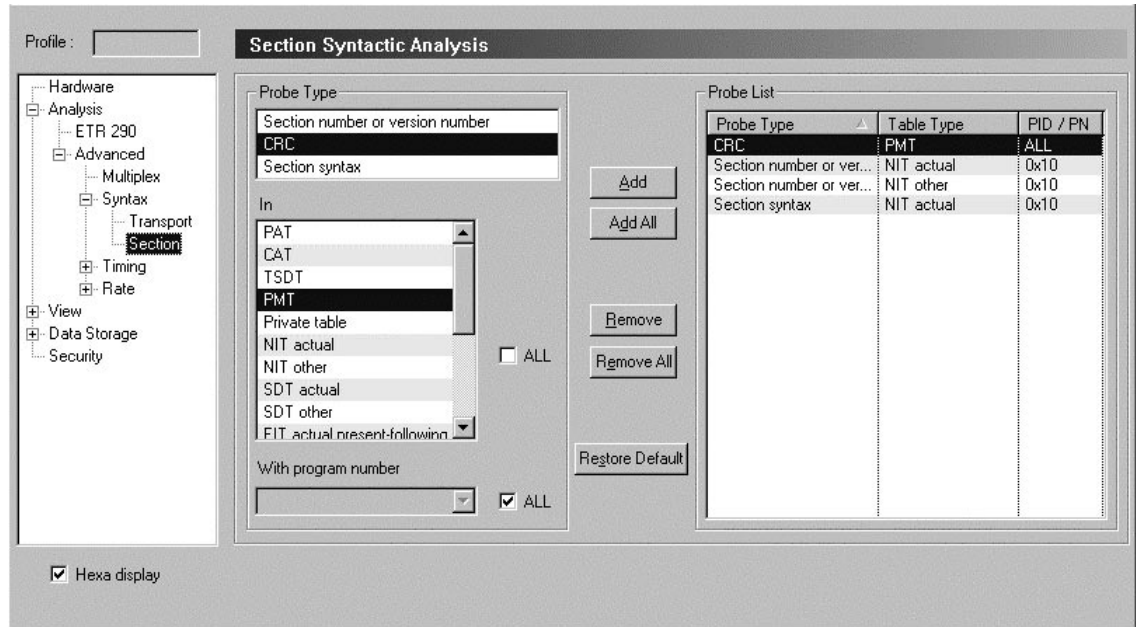 Profile :
Section Syntactic Analysis
Hardware
Analysis
ETR 290
Advanced
Multiplex
Syntax
Transport
Section
Timing
Rate
View
Data Storage
Security
Probe Type
Section number or version number
CRC
Section syntax
In
PAT
CAT
TSDT
PMT
Private table
NIT actual
NIT other
SDT actual
SDT other
EIT actual present-following
ALL
With program number
ALL
Add
Add All
Remove
Remove All
Restore Default
Probe List
Probe Type Table Type PID / PN
CRC PMT ALL
Section number or ver... NIT actual 0x10
Section number or ver... NIT other 0x10
Section syntax NIT actual 0x10
Hexa display